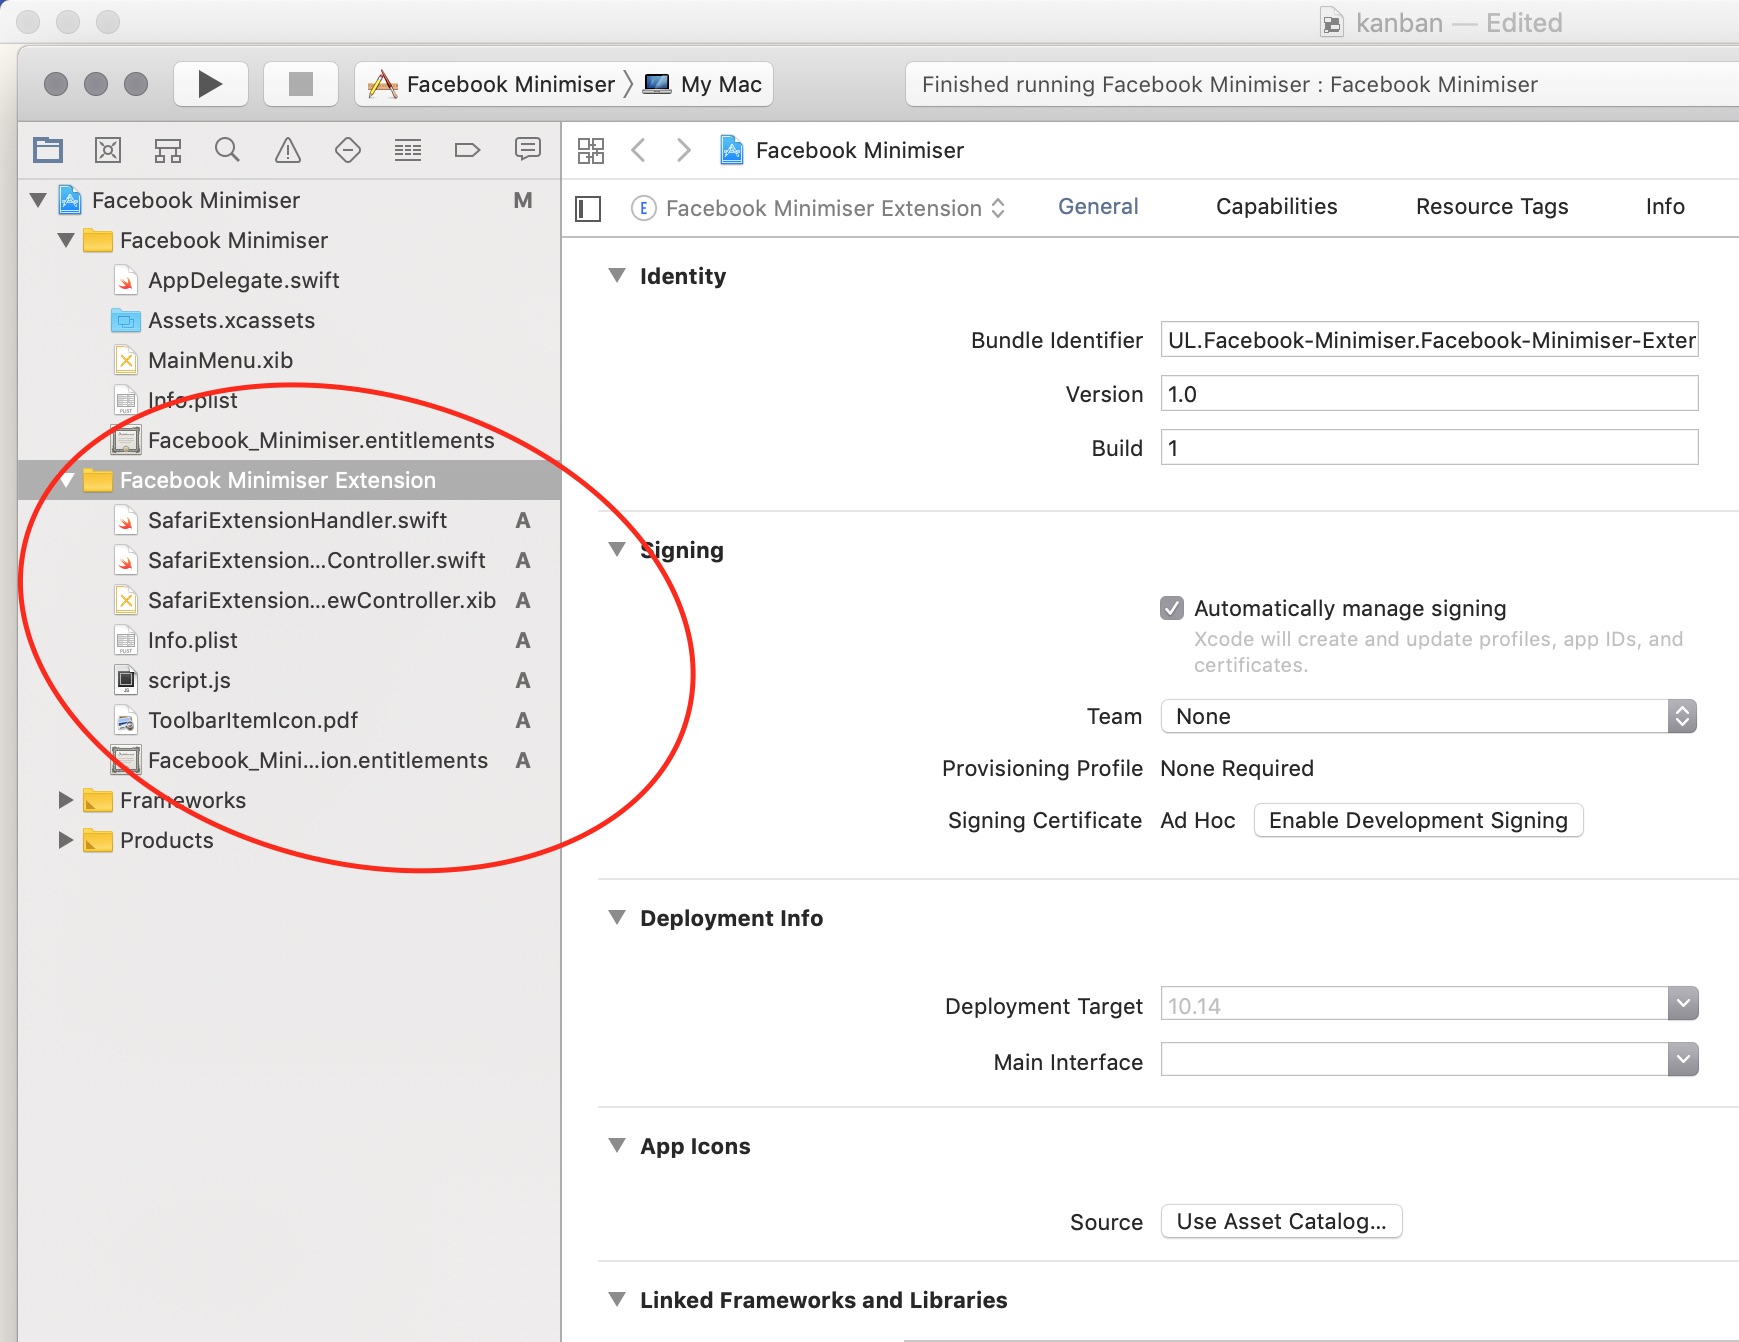 kanban — Edited
Facebook Minimiser
My Mac
Finished running Facebook Minimiser : Facebook Minimiser
Facebook Minimiser M
Facebook Minimiser
AppDelegate.swift
Assets.xcassets
MainMenu.xib
Info.plist
Facebook_Minimiser.entitlements
Facebook Minimiser Extension
SafariExtensionHandler.swift A
SafariExtension...Controller.swift A
SafariExtension...ewController.xib A
Info.plist A
script.js A
ToolbarItemIcon.pdf A
Facebook_Mini...ion.entitlements A
Frameworks
Products
Facebook Minimiser
E Facebook Minimiser Extension
General Capabilities Resource Tags Info
Identity
Bundle Identifier UL.Facebook-Minimiser.Facebook-Minimiser-Exter
Version 1.0
Build 1
Signing
Automatically manage signing
Xcode will create and update profiles, app IDs, and
certificates.
Team None
Provisioning Profile None Required
Signing Certificate Ad Hoc Enable Development Signing
Deployment Info
Deployment Target 10.14
Main Interface
App Icons
Source Use Asset Catalog...
Linked Frameworks and Libraries